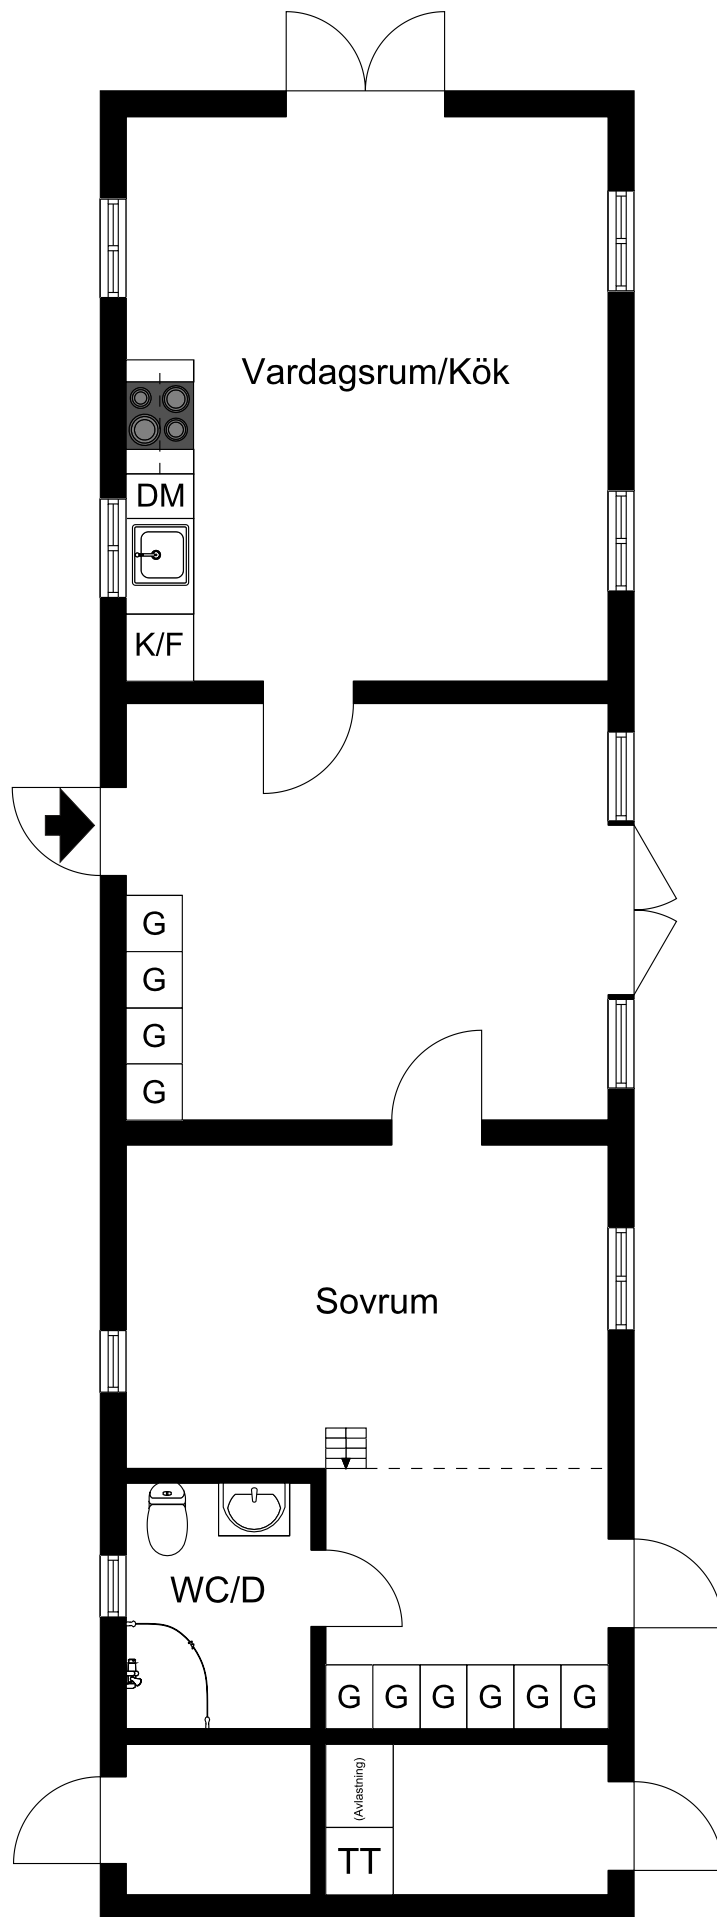 Vardagsrum/Kök
DM
K/F
G
G
G
G
Sovrum
WC/D
G G G G G G
(Avlastning)
TT